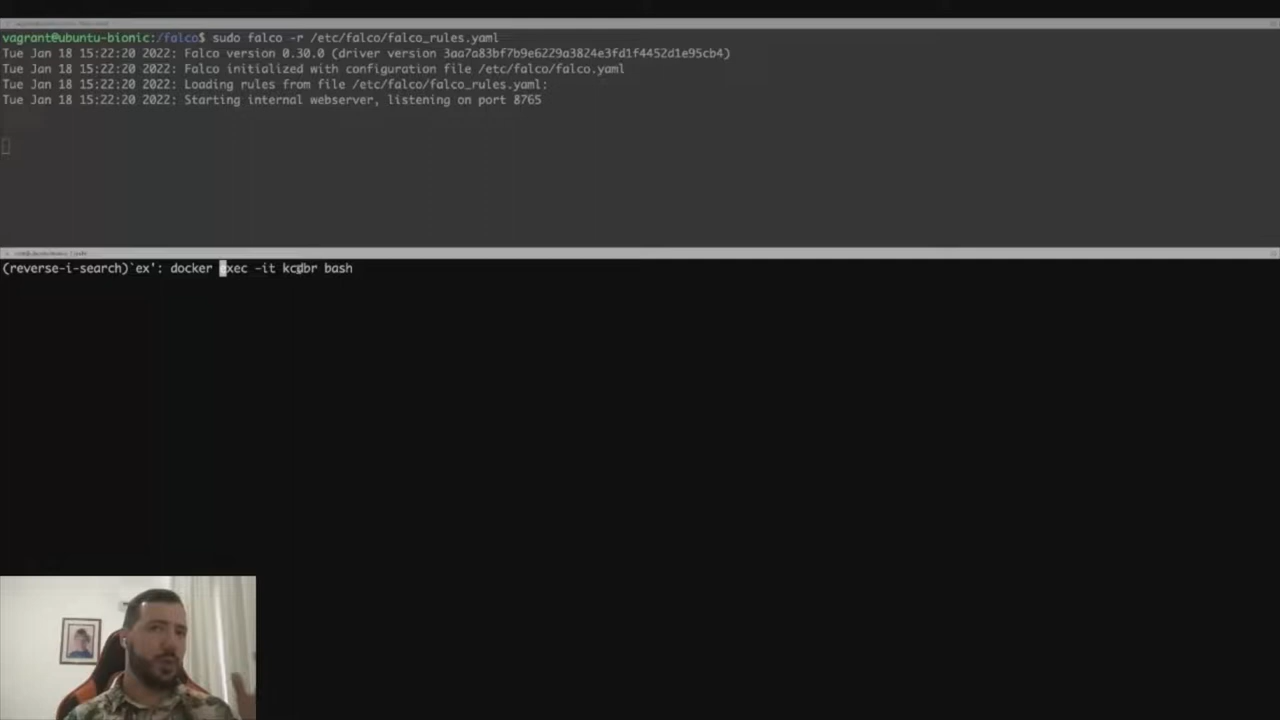 vagrant@ubuntu-bionic:/falco$ sudo falco -r /etc/falco/falco_rules.yaml
Tue Jan 18 15:22:20 2022: Falco version 0.30.0 (driver version 3aa7a83bf7b9e6229a3824e3fd1f4452d1e95cb4)
Tue Jan 18 15:22:20 2022: Falco initialized with configuration file /etc/falco/falco.yaml
Tue Jan 18 15:22:20 2022: Loading rules from file /etc/falco/falco_rules.yaml:
Tue Jan 18 15:22:20 2022: Starting internal webserver, listening on port 8765
(reverse-i-search)`ex': docker exec -it kcdbr bash